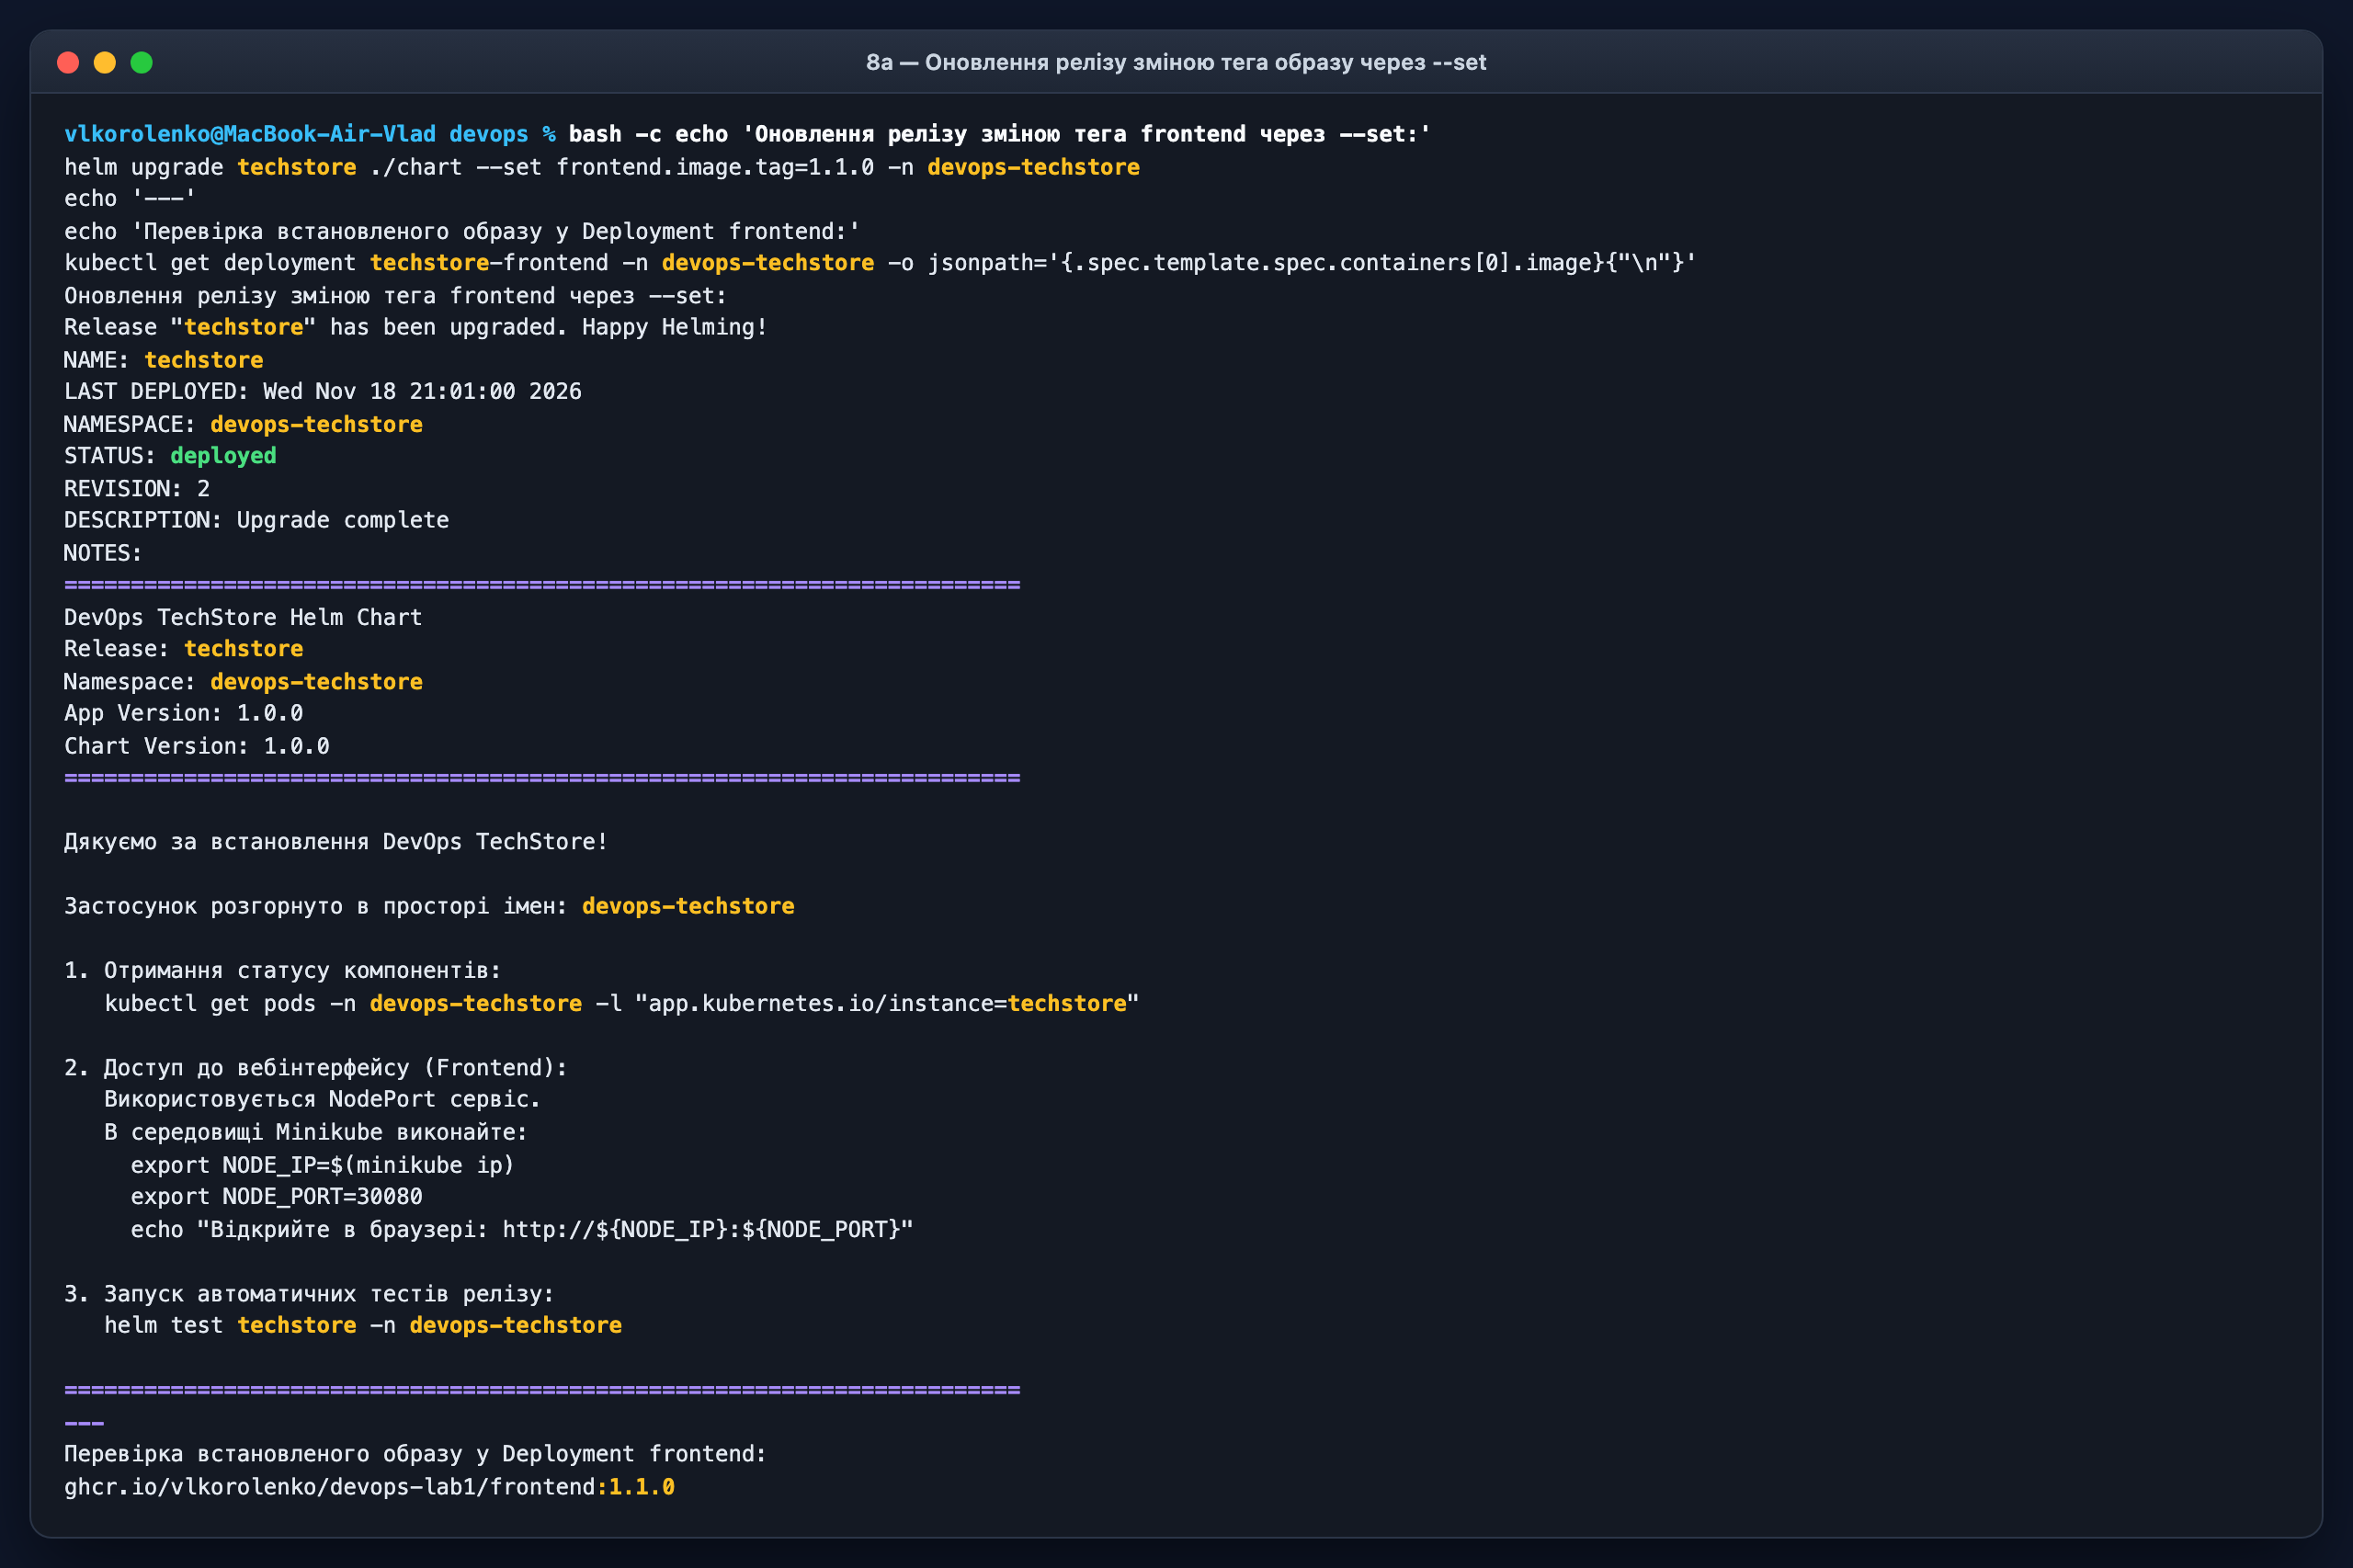 8a — Оновлення релізу зміною тега образу через --set
vlkorolenko@MacBook-Air-Vlad devops % bash -c echo 'Оновлення релізу зміною тега frontend через --set:'
helm upgrade techstore ./chart --set frontend.image.tag=1.1.0 -n devops-techstore
echo '---'
echo 'Перевірка встановленого образу у Deployment frontend:'
kubectl get deployment techstore-frontend -n devops-techstore -o jsonpath='{.spec.template.spec.containers[0].image}{"\n"}'
Оновлення релізу зміною тега frontend через --set:
Release "techstore" has been upgraded. Happy Helming!
NAME: techstore
LAST DEPLOYED: Wed Nov 18 21:01:00 2026
NAMESPACE: devops-techstore
STATUS: deployed
REVISION: 2
DESCRIPTION: Upgrade complete
NOTES:
========================================================================
DevOps TechStore Helm Chart
Release: techstore
Namespace: devops-techstore
App Version: 1.0.0
Chart Version: 1.0.0
========================================================================
Дякуємо за встановлення DevOps TechStore!
Застосунок розгорнуто в просторі імен: devops-techstore
1. Отримання статусу компонентів:
kubectl get pods -n devops-techstore -l "app.kubernetes.io/instance=techstore"
2. Доступ до вебінтерфейсу (Frontend):
Використовується NodePort сервіс.
В середовищі Minikube виконайте:
export NODE_IP=$(minikube ip)
export NODE_PORT=30080
echo "Відкрийте в браузері: http://${NODE_IP}:${NODE_PORT}"
3. Запуск автоматичних тестів релізу:
helm test techstore -n devops-techstore
========================================================================
---
Перевірка встановленого образу у Deployment frontend:
ghcr.io/vlkorolenko/devops-lab1/frontend:1.1.0